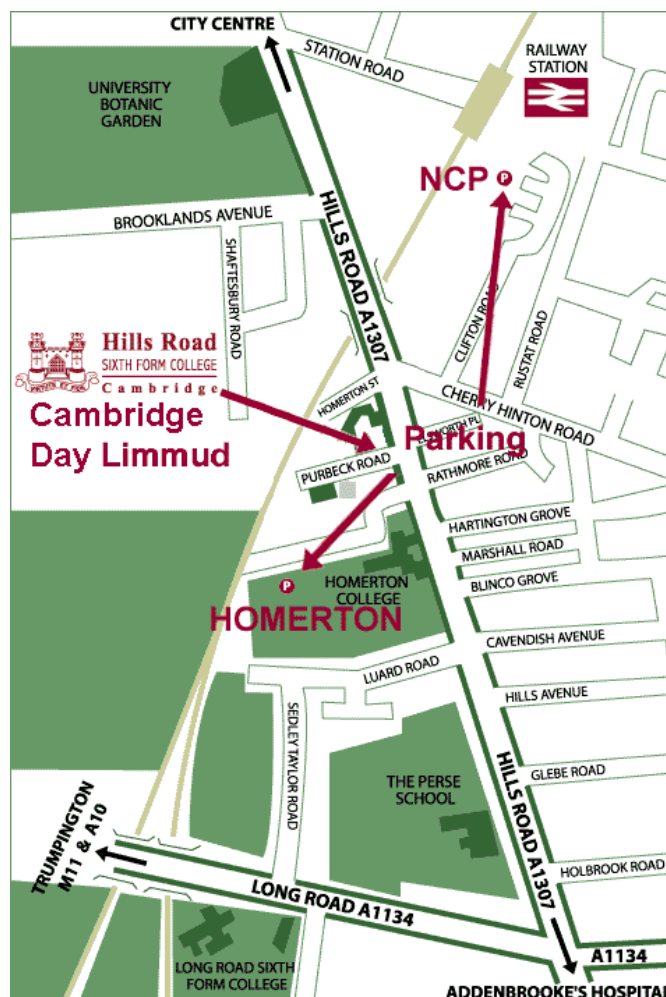 CITY CENTRE
STATION ROAD
RAILWAY
STATION
UNIVERSITY
BOTANIC
GARDEN
NCP P
BROOKLANDS AVENUE
HILLS ROAD A1307
SHAFTESBURY ROAD
CLIFTON ROAD
RUSTAT ROAD
Hills Road
SIXTH FORM COLLEGE
Cambridge
Cambridge
Day Limmud
HOMERTON ST
CHERRY HINTON ROAD
Parking
PURBECK ROAD
RATHMORE ROAD
HARTINGTON GROVE
MARSHALL ROAD
BLINCO GROVE
P
HOMERTON
COLLEGE
HOMERTON
CAVENDISH AVENUE
LUARD ROAD
HILLS AVENUE
SEDLEY TAYLOR ROAD
HILLS ROAD A1307
GLEBE ROAD
THE PERSE
SCHOOL
TRUMPINGTON
M11 & A10
HOLBROOK ROAD
LONG ROAD A1134
A1134
LONG ROAD SIXTH
FORM COLLEGE
ADDENBROOKE'S HOSPITAL